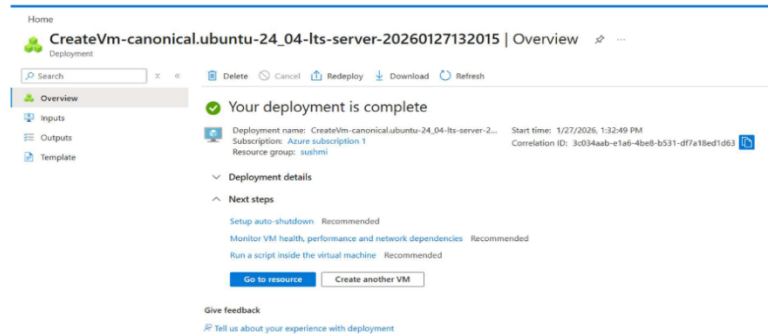 Home
CreateVm-canonical.ubuntu-24_04-lts-server-20260127132015 | Overview ...
Deployment
Search
Delete Cancel Redeploy Download Refresh
Overview
Inputs
Outputs
Template
Your deployment is complete
Deployment name: CreateVm-canonical.ubuntu-24_04-lts-server-2...
Subscription: Azure subscription 1
Resource group: sushmi
Start time: 1/27/2026, 1:32:49 PM
Correlation ID: 3c034aab-e1a6-4be8-b531-df7a18ed1d63
Deployment details
Next steps
Setup auto-shutdown Recommended
Monitor VM health, performance and network dependencies Recommended
Run a script inside the virtual machine Recommended
Go to resource Create another VM
Give feedback
Tell us about your experience with deployment